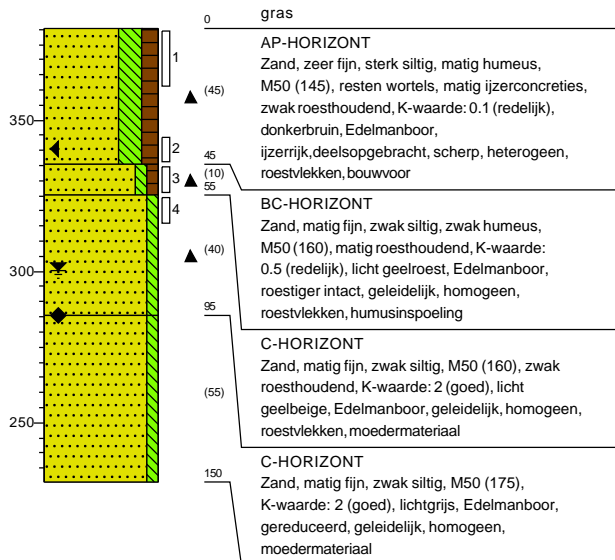 0 gras
AP-HORIZONT
Zand, zeer fijn, sterk siltig, matig humeus,
M50 (145), resten wortels, matig ijzerconcreties,
zwak roesthoudend, K-waarde: 0.1 (redelijk),
donkerbruin, Edelmanboor,
ijzerrijk,deelsopgebracht, scherp, heterogeen,
roestvlekken, bouwvoor
45
BC-HORIZONT
Zand, matig fijn, zwak siltig, zwak humeus,
M50 (160), matig roesthoudend, K-waarde:
0.5 (redelijk), licht geelroest, Edelmanboor,
roestiger intact, geleidelijk, homogeen,
roestvlekken, humusinspoeling
55
C-HORIZONT
Zand, matig fijn, zwak siltig, M50 (160), zwak
roesthoudend, K-waarde: 2 (goed), licht
geelbeige, Edelmanboor, geleidelijk, homogeen,
roestvlekken, moedermateriaal
95
C-HORIZONT
Zand, matig fijn, zwak siltig, M50 (175),
K-waarde: 2 (goed), lichtgrijs, Edelmanboor,
gereduceerd, geleidelijk, homogeen,
moedermateriaal
150
(45)
(10)
(40)
(55)
1
2
3
4
350
300
250